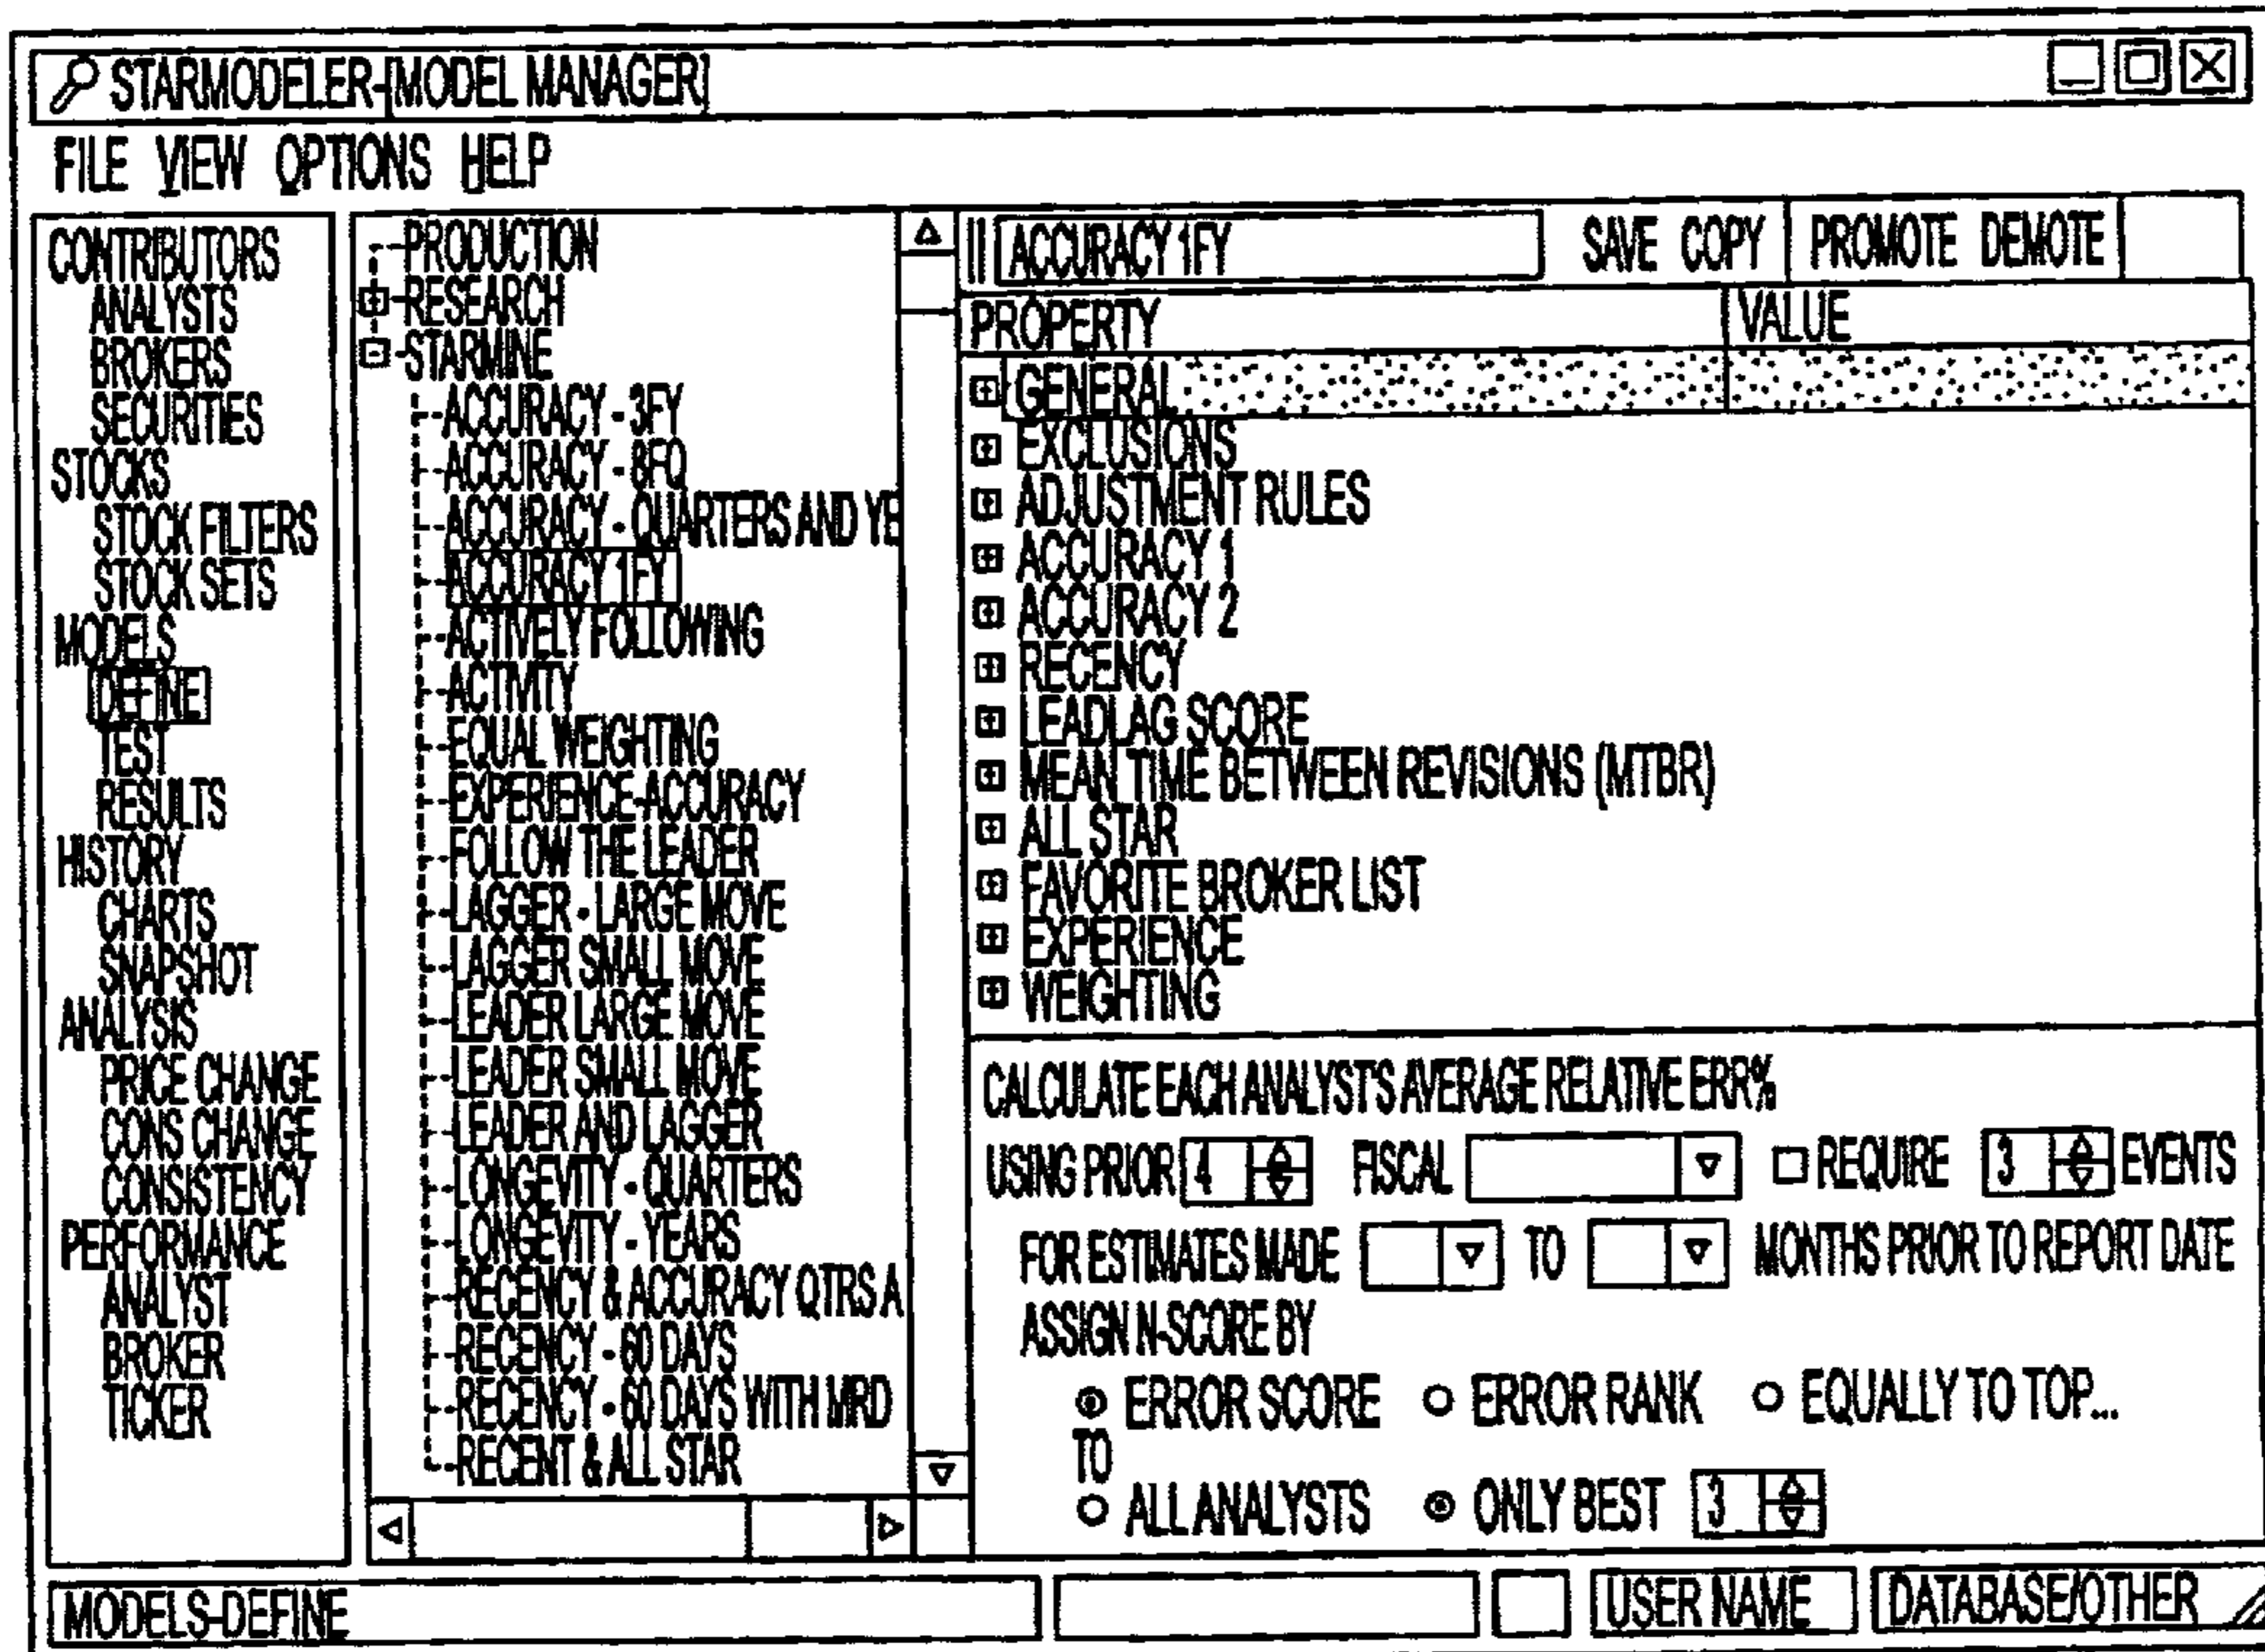 STARMODELER-[MODEL MANAGER]
FILE VIEW OPTIONS HELP
CONTRIBUTORS
ANALYSTS
BROKERS
SECURITIES
STOCKS
STOCK FILTERS
STOCK SETS
MODELS
DEFINE
TEST
RESULTS
HISTORY
CHARTS
SNAPSHOT
ANALYSIS
PRICE CHANGE
CONS CHANGE
CONSISTENCY
PERFORMANCE
ANALYST
BROKER
TICKER
PRODUCTION
RESEARCH
STARMINE
ACCURACY - 3FY
ACCURACY - 8FQ
ACCURACY - QUARTERS AND YE
ACCURACY 1FY
ACTIVELY FOLLOWING
ACTIVITY
EQUAL WEIGHTING
EXPERIENCE-ACCURACY
FOLLOW THE LEADER
LAGGER - LARGE MOVE
LAGGER SMALL MOVE
LEADER LARGE MOVE
LEADER SMALL MOVE
LEADER AND LAGGER
LONGEVITY - QUARTERS
LONGEVITY - YEARS
RECENCY & ACCURACY QTRS A
RECENCY - 60 DAYS
RECENCY - 60 DAYS WITH MRD
RECENT & ALL STAR
ACCURACY 1FY SAVE COPY PROMOTE DEMOTE
PROPERTY VALUE
GENERAL
EXCLUSIONS
ADJUSTMENT RULES
ACCURACY 1
ACCURACY 2
RECENCY
LEADLAG SCORE
MEAN TIME BETWEEN REVISIONS (MTBR)
ALL STAR
FAVORITE BROKER LIST
EXPERIENCE
WEIGHTING
CALCULATE EACH ANALYST'S AVERAGE RELATIVE ERR%
USING PRIOR 4 FISCAL REQUIRE 3 EVENTS
FOR ESTIMATES MADE TO MONTHS PRIOR TO REPORT DATE
ASSIGN N-SCORE BY
ERROR SCORE ERROR RANK EQUALLY TO TOP...
TO
ALL ANALYSTS ONLY BEST 3
MODELS-DEFINE USER NAME DATABASE/OTHER